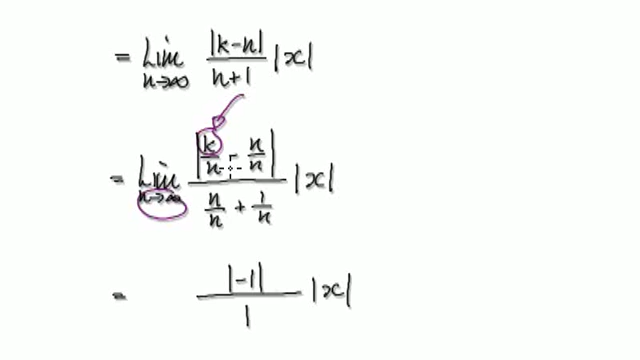 = Lim n→∞ |k-n| / n+1 |x|
= Lim n→∞ |k/n - n/n| / n/n + 1/n |x|
= |-1| / 1 |x|